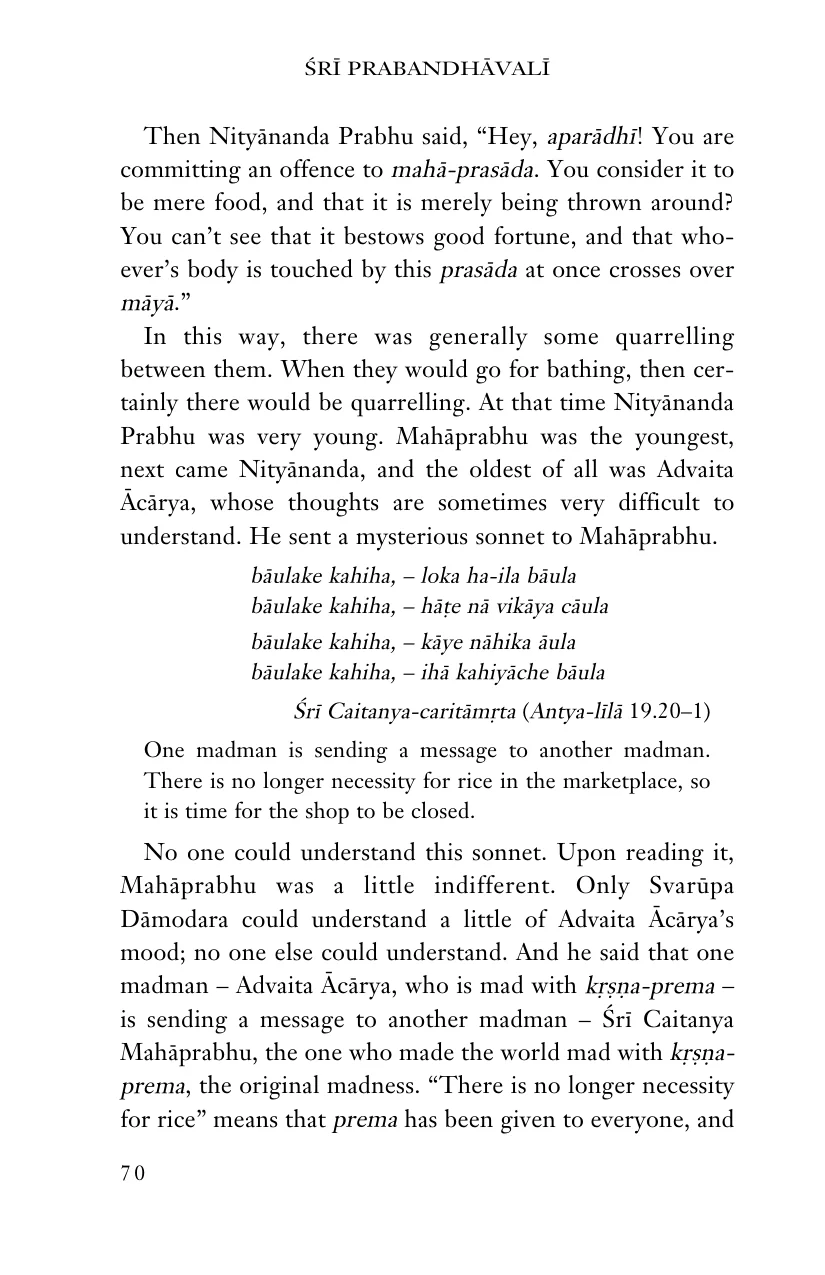 ŚRĪ PRABANDHĀVALĪ
Then Nityānanda Prabhu said, “Hey, aparādhī! You are
committing an offence to mahā-prasāda. You consider it to
be mere food, and that it is merely being thrown around?
You can’t see that it bestows good fortune, and that who-
ever’s body is touched by this prasāda at once crosses over
māyā.”
In this way, there was generally some quarrelling
between them. When they would go for bathing, then cer-
tainly there would be quarrelling. At that time Nityānanda
Prabhu was very young. Mahāprabhu was the youngest,
next came Nityānanda, and the oldest of all was Advaita
Ācārya, whose thoughts are sometimes very difficult to
understand. He sent a mysterious sonnet to Mahāprabhu.
bāulake kahiha, – loka ha-ila bāula
bāulake kahiha, – hāṭe nā vikāya cāula
bāulake kahiha, – kāye nāhika āula
bāulake kahiha, – ihā kahiyāche bāula
Śrī Caitanya-caritāmṛta (Antya-līlā 19.20–1)
One madman is sending a message to another madman.
There is no longer necessity for rice in the marketplace, so
it is time for the shop to be closed.
No one could understand this sonnet. Upon reading it,
Mahāprabhu was a little indifferent. Only Svarūpa
Dāmodara could understand a little of Advaita Ācārya’s
mood; no one else could understand. And he said that one
madman – Advaita Ācārya, who is mad with kṛṣṇa-prema –
is sending a message to another madman – Śrī Caitanya
Mahāprabhu, the one who made the world mad with kṛṣṇa-
prema, the original madness. “There is no longer necessity
for rice” means that prema has been given to everyone, and
70